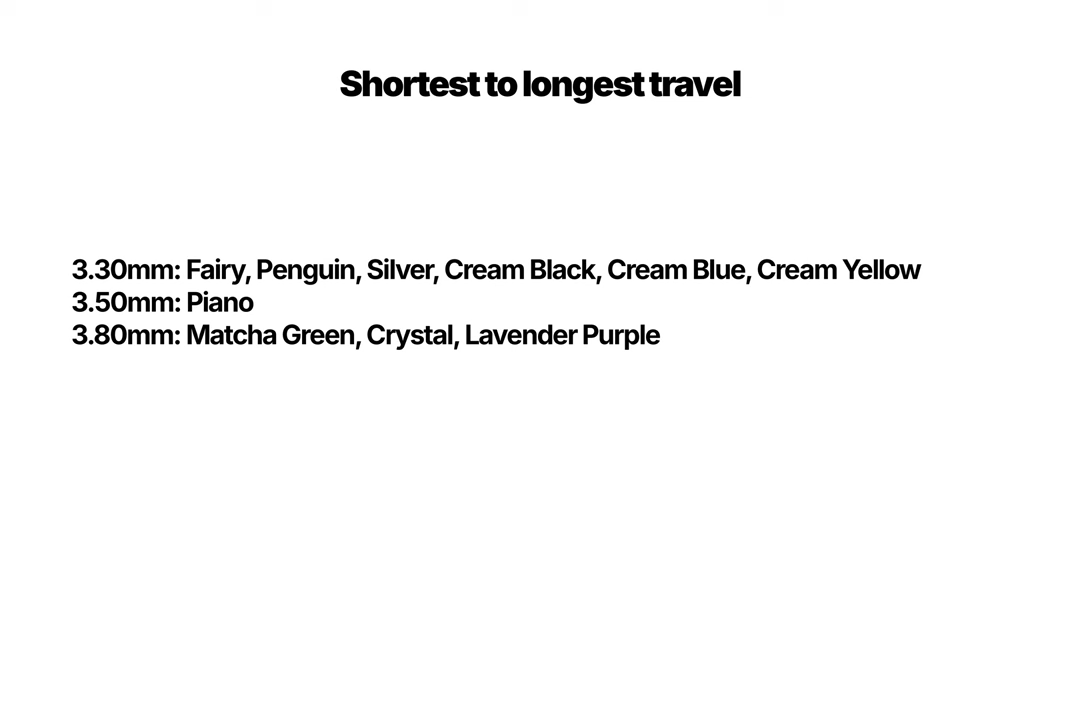 Shortest to longest travel
3.30mm: Fairy, Penguin, Silver, Cream Black, Cream Blue, Cream Yellow
3.50mm: Piano
3.80mm: Matcha Green, Crystal, Lavender Purple